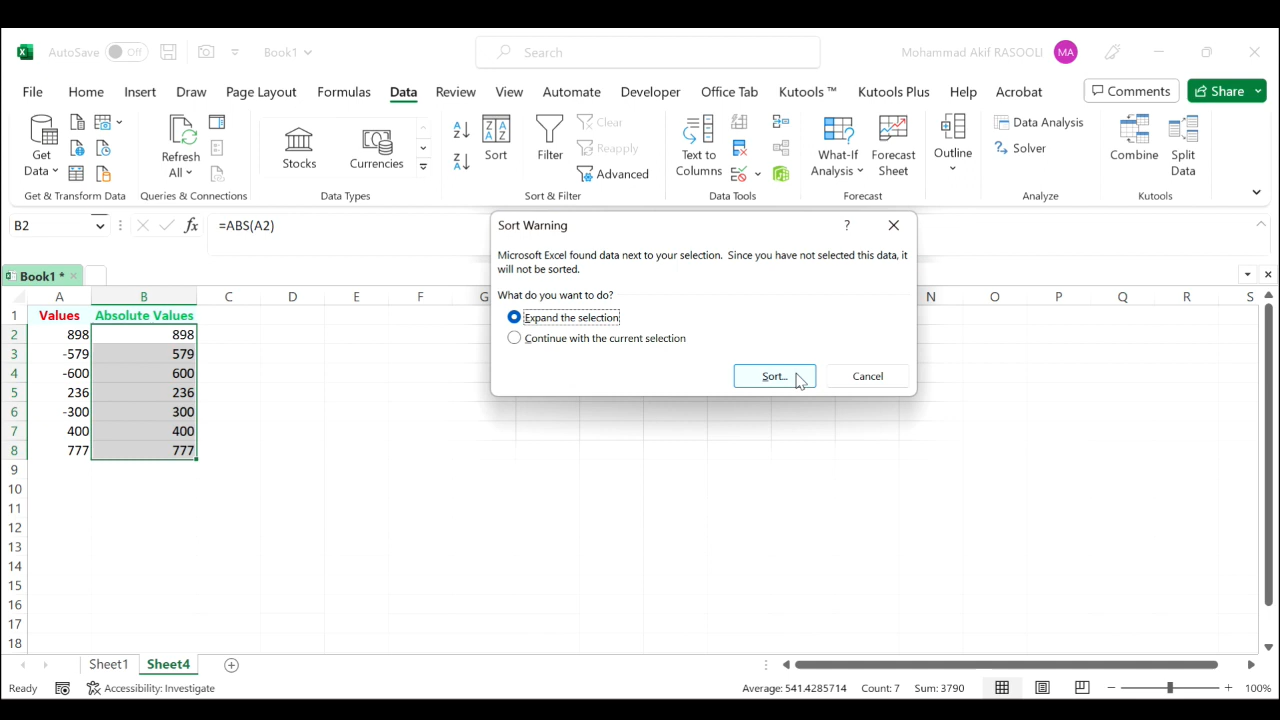 AutoSave Off Book1 Search Mohammad Akif RASOOLI MA
File Home Insert Draw Page Layout Formulas Data Review View Automate Developer Office Tab Kutools ™ Kutools Plus Help Acrobat Comments Share
Get Data
Refresh All
Stocks
Currencies
Sort
Filter
Clear
Reapply
Advanced
Text to Columns
What-If Analysis
Forecast Sheet
Outline
Data Analysis
Solver
Combine
Split Data
Get & Transform Data Queries & Connections Data Types Sort & Filter Data Tools Forecast Analyze Kutools
B2 fx =ABS(A2)
Sort Warning ? 
Microsoft Excel found data next to your selection. Since you have not selected this data, it
will not be sorted.
What do you want to do?
Expand the selection
Continue with the current selection
Sort... Cancel
Book1 *
A B C D E F G N O P Q R S
1 Values Absolute Values
2 898 898
3 -579 579
4 -600 600
5 236 236
6 -300 300
7 400 400
8 777 777
9
10
11
12
13
14
15
16
17
18
Sheet1 Sheet4
Ready Accessibility: Investigate Average: 541.4285714 Count: 7 Sum: 3790 100%